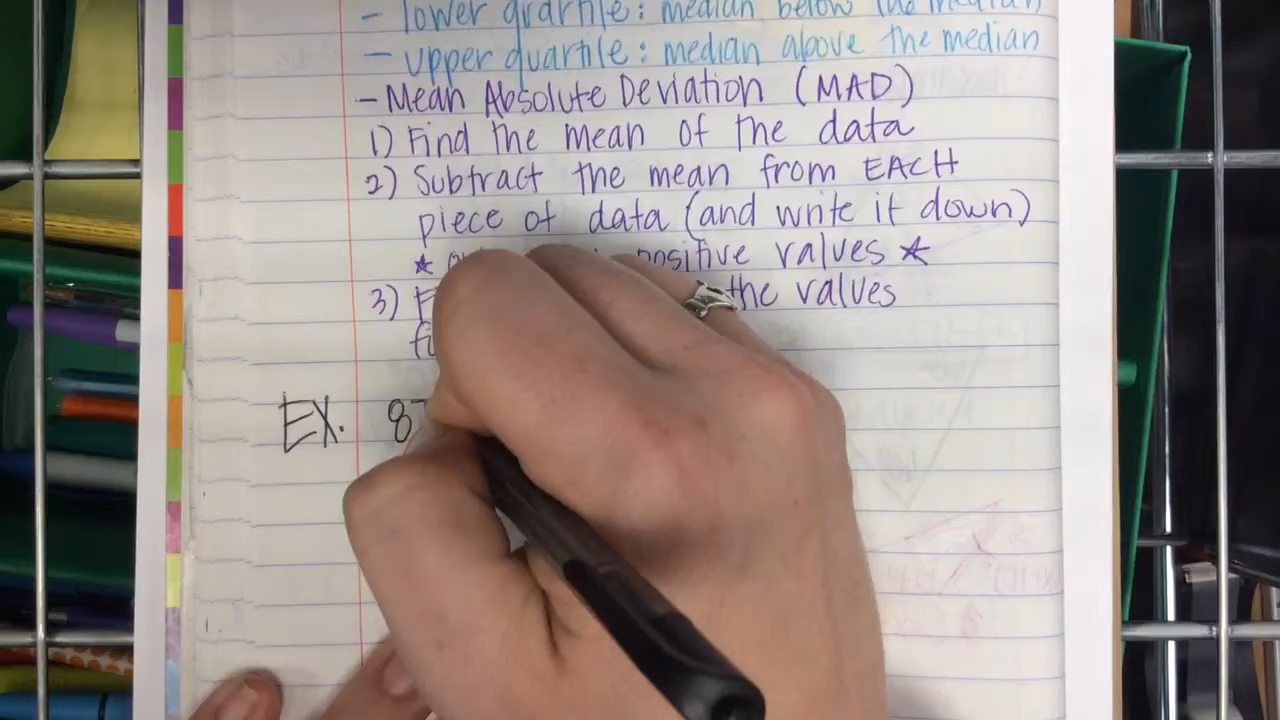 - lower quartile: median below the median
- upper quartile: median above the median
- Mean Absolute Deviation (MAD)
1) Find the mean of the data
2) Subtract the mean from EACH
piece of data (and write it down)
★ positive values ★
3) the values
EX. 87